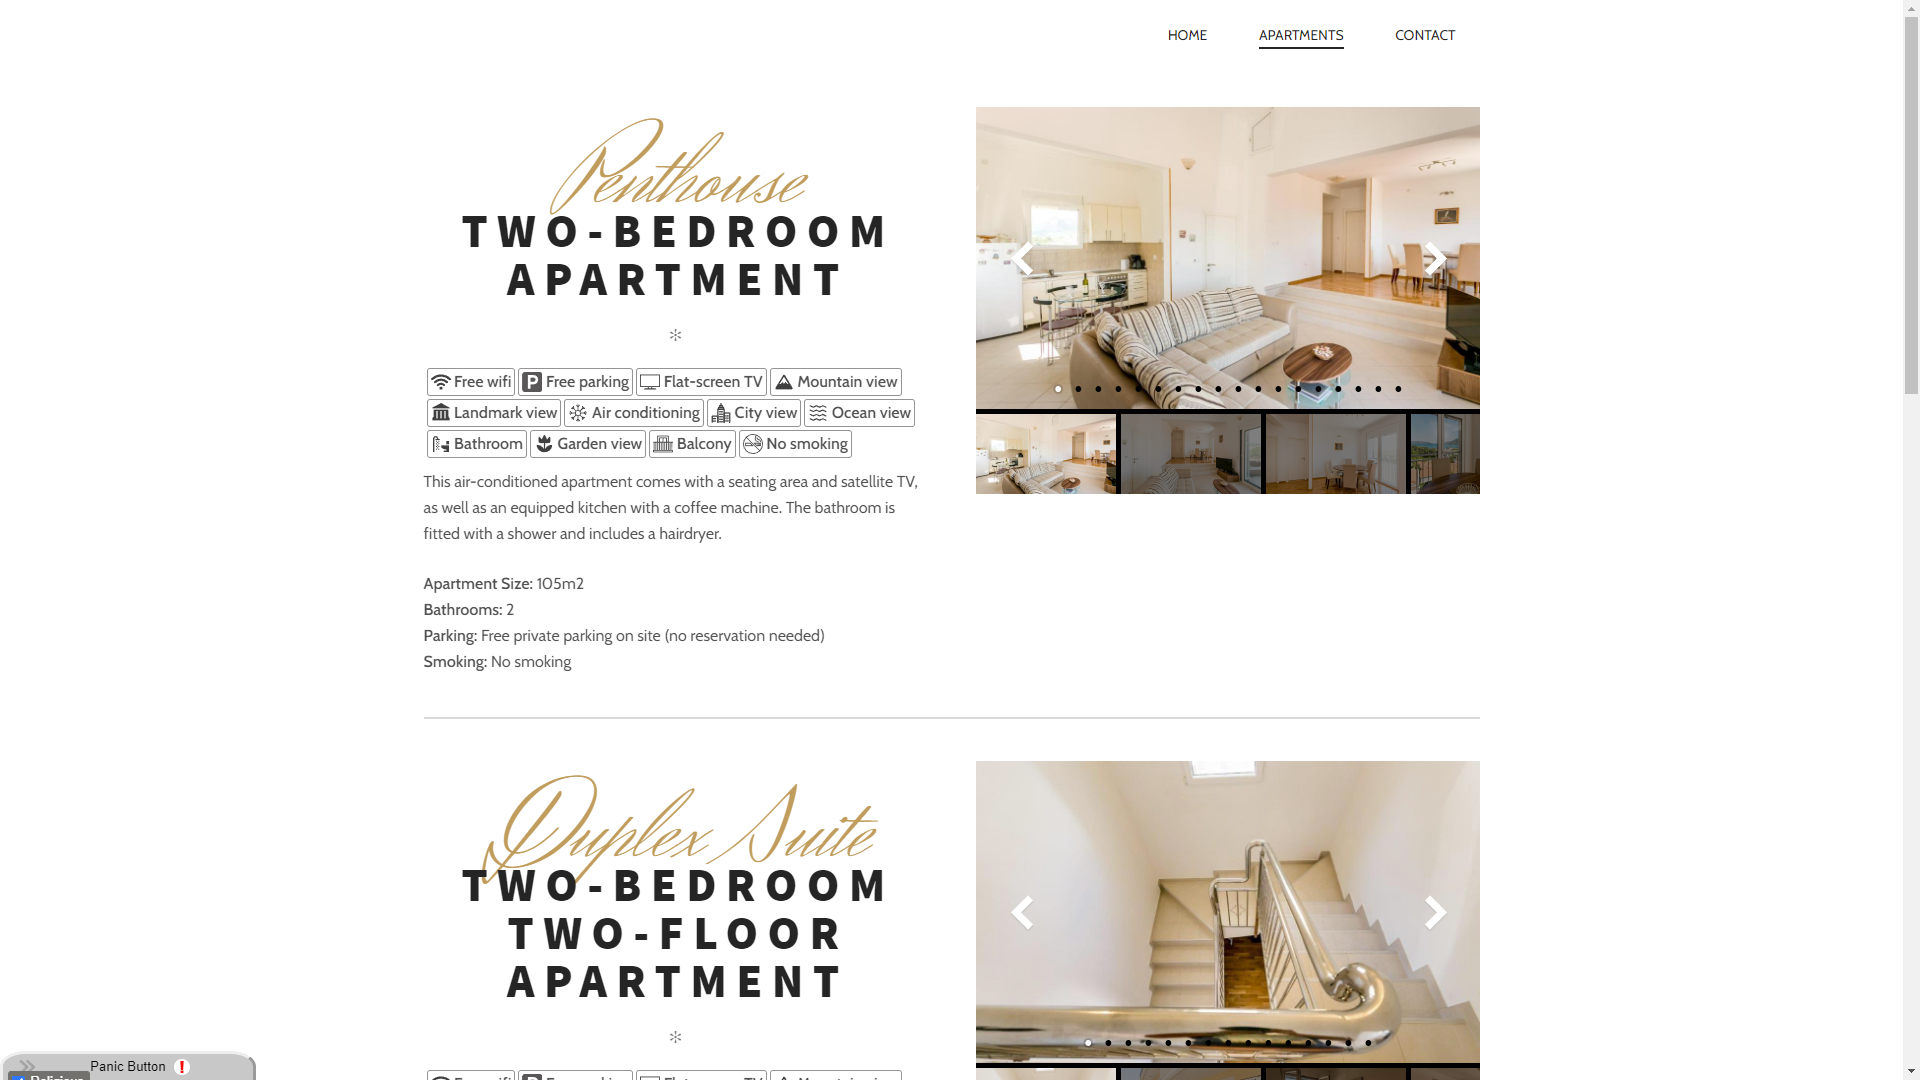 HOME APARTMENTS CONTACT
Penthouse
TWO-BEDROOM
APARTMENT
Free wifi Free parking Flat-screen TV Mountain view
Landmark view Air conditioning City view Ocean view
Bathroom Garden view Balcony No smoking
This air-conditioned apartment comes with a seating area and satellite TV,
as well as an equipped kitchen with a coffee machine. The bathroom is
fitted with a shower and includes a hairdryer.
Apartment Size: 105m2
Bathrooms: 2
Parking: Free private parking on site (no reservation needed)
Smoking: No smoking
Duplex Suite
TWO-BEDROOM
TWO-FLOOR
APARTMENT
Panic Button